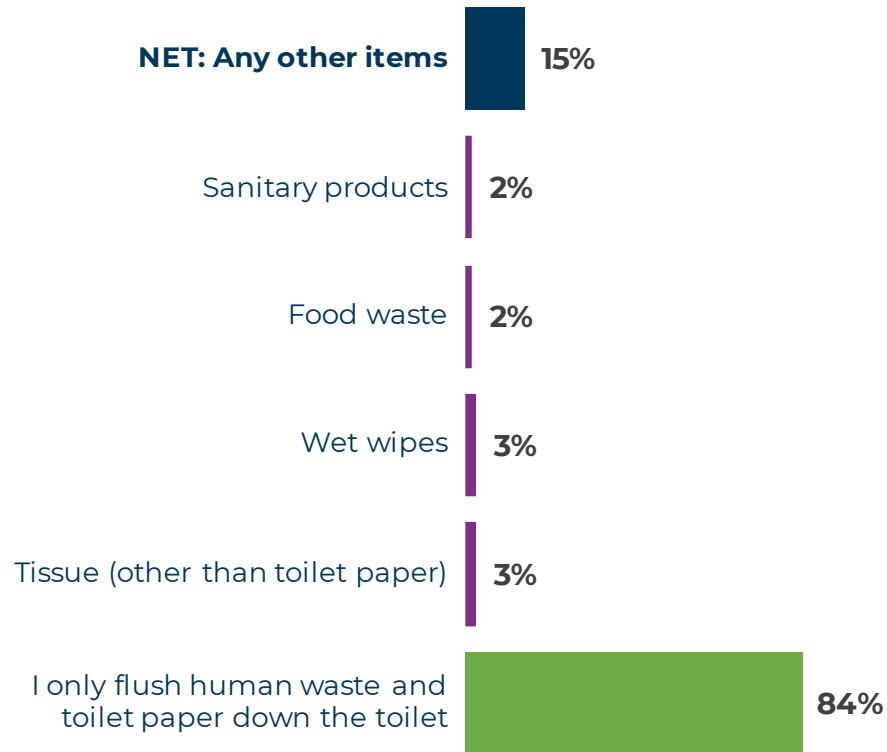 NET: Any other items 15%
Sanitary products 2%
Food waste 2%
Wet wipes 3%
Tissue (other than toilet paper) 3%
I only flush human waste and
toilet paper down the toilet 84%